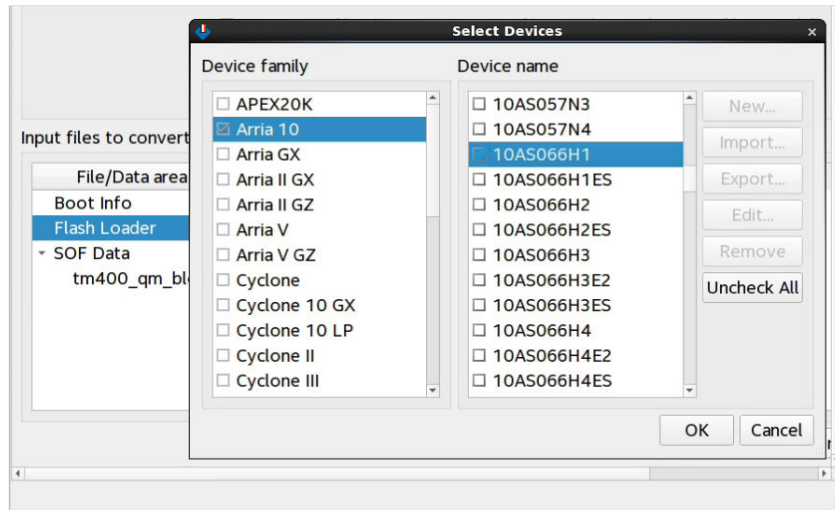 Select Devices
Device family
Device name
APEX20K
Arria 10
Arria GX
Arria II GX
Arria II GZ
Arria V
Arria V GZ
Cyclone
Cyclone 10 GX
Cyclone 10 LP
Cyclone II
Cyclone III
10AS057N3
10AS057N4
10AS066H1
10AS066H1ES
10AS066H2
10AS066H2ES
10AS066H3
10AS066H3E2
10AS066H3ES
10AS066H4
10AS066H4E2
10AS066H4ES
New...
Import...
Export...
Edit...
Remove
Uncheck All
OK
Cancel
Input files to convert
File/Data area
Boot Info
Flash Loader
SOF Data
tm400_qm_bl